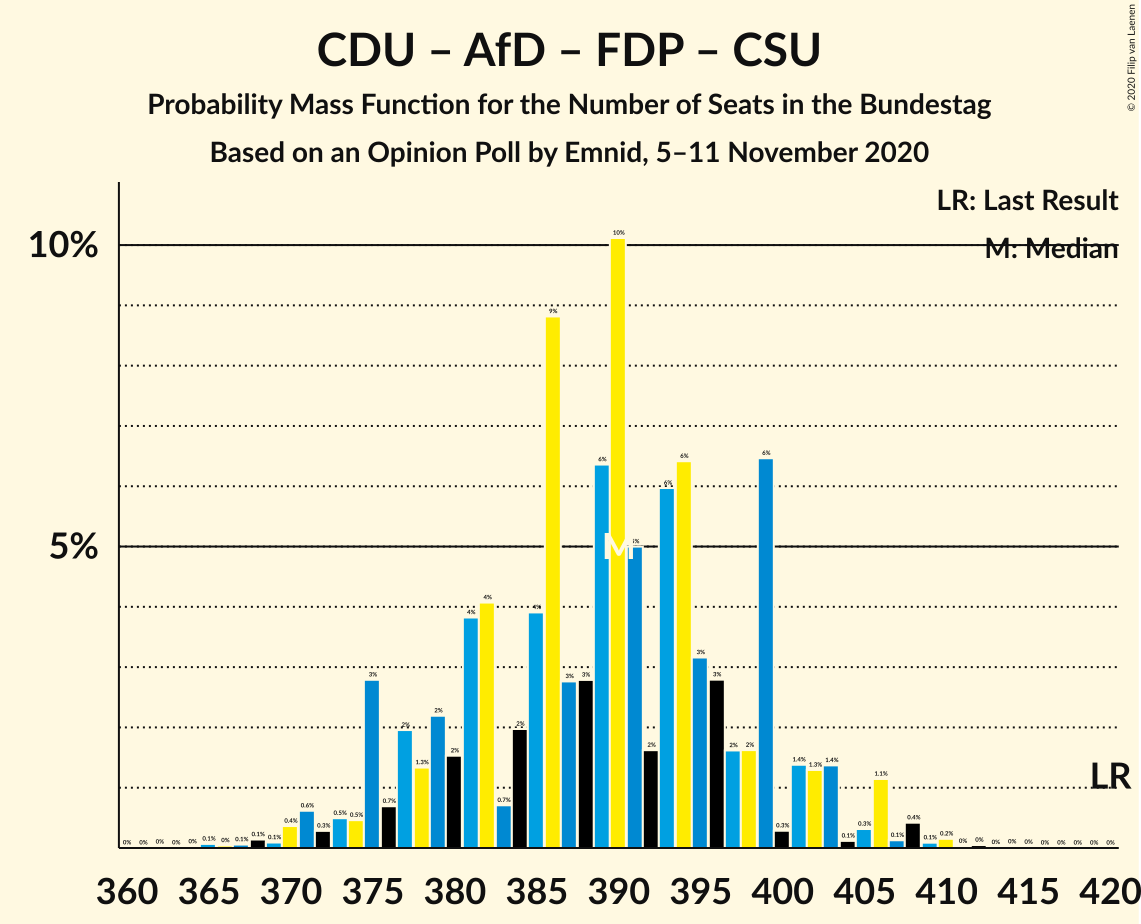 CDU – AfD – FDP – CSU
Probability Mass Function for the Number of Seats in the Bundestag
Based on an Opinion Poll by Emnid, 5–11 November 2020
© 2020 Filip van Laenen
LR: Last Result
M: Median
10%
5%
0% 0% 0% 0% 0% 0.1% 0% 0.1% 0.1% 0.1% 0.4% 0.6% 0.3% 0.5% 0.5% 3% 0.7% 2% 1.3% 2% 2% 4% 4% 0.7% 2% 4% 9% 3% 3% 6% 10% 5% 2% 6% 6% 3% 3% 2% 2% 6% 0.3% 1.4% 1.3% 1.4% 0.1% 0.3% 1.1% 0.1% 0.4% 0.1% 0.2% 0% 0% 0% 0% 0% 0% 0% 0% 0% 0%
M
LR
360 365 370 375 380 385 390 395 400 405 410 415 420